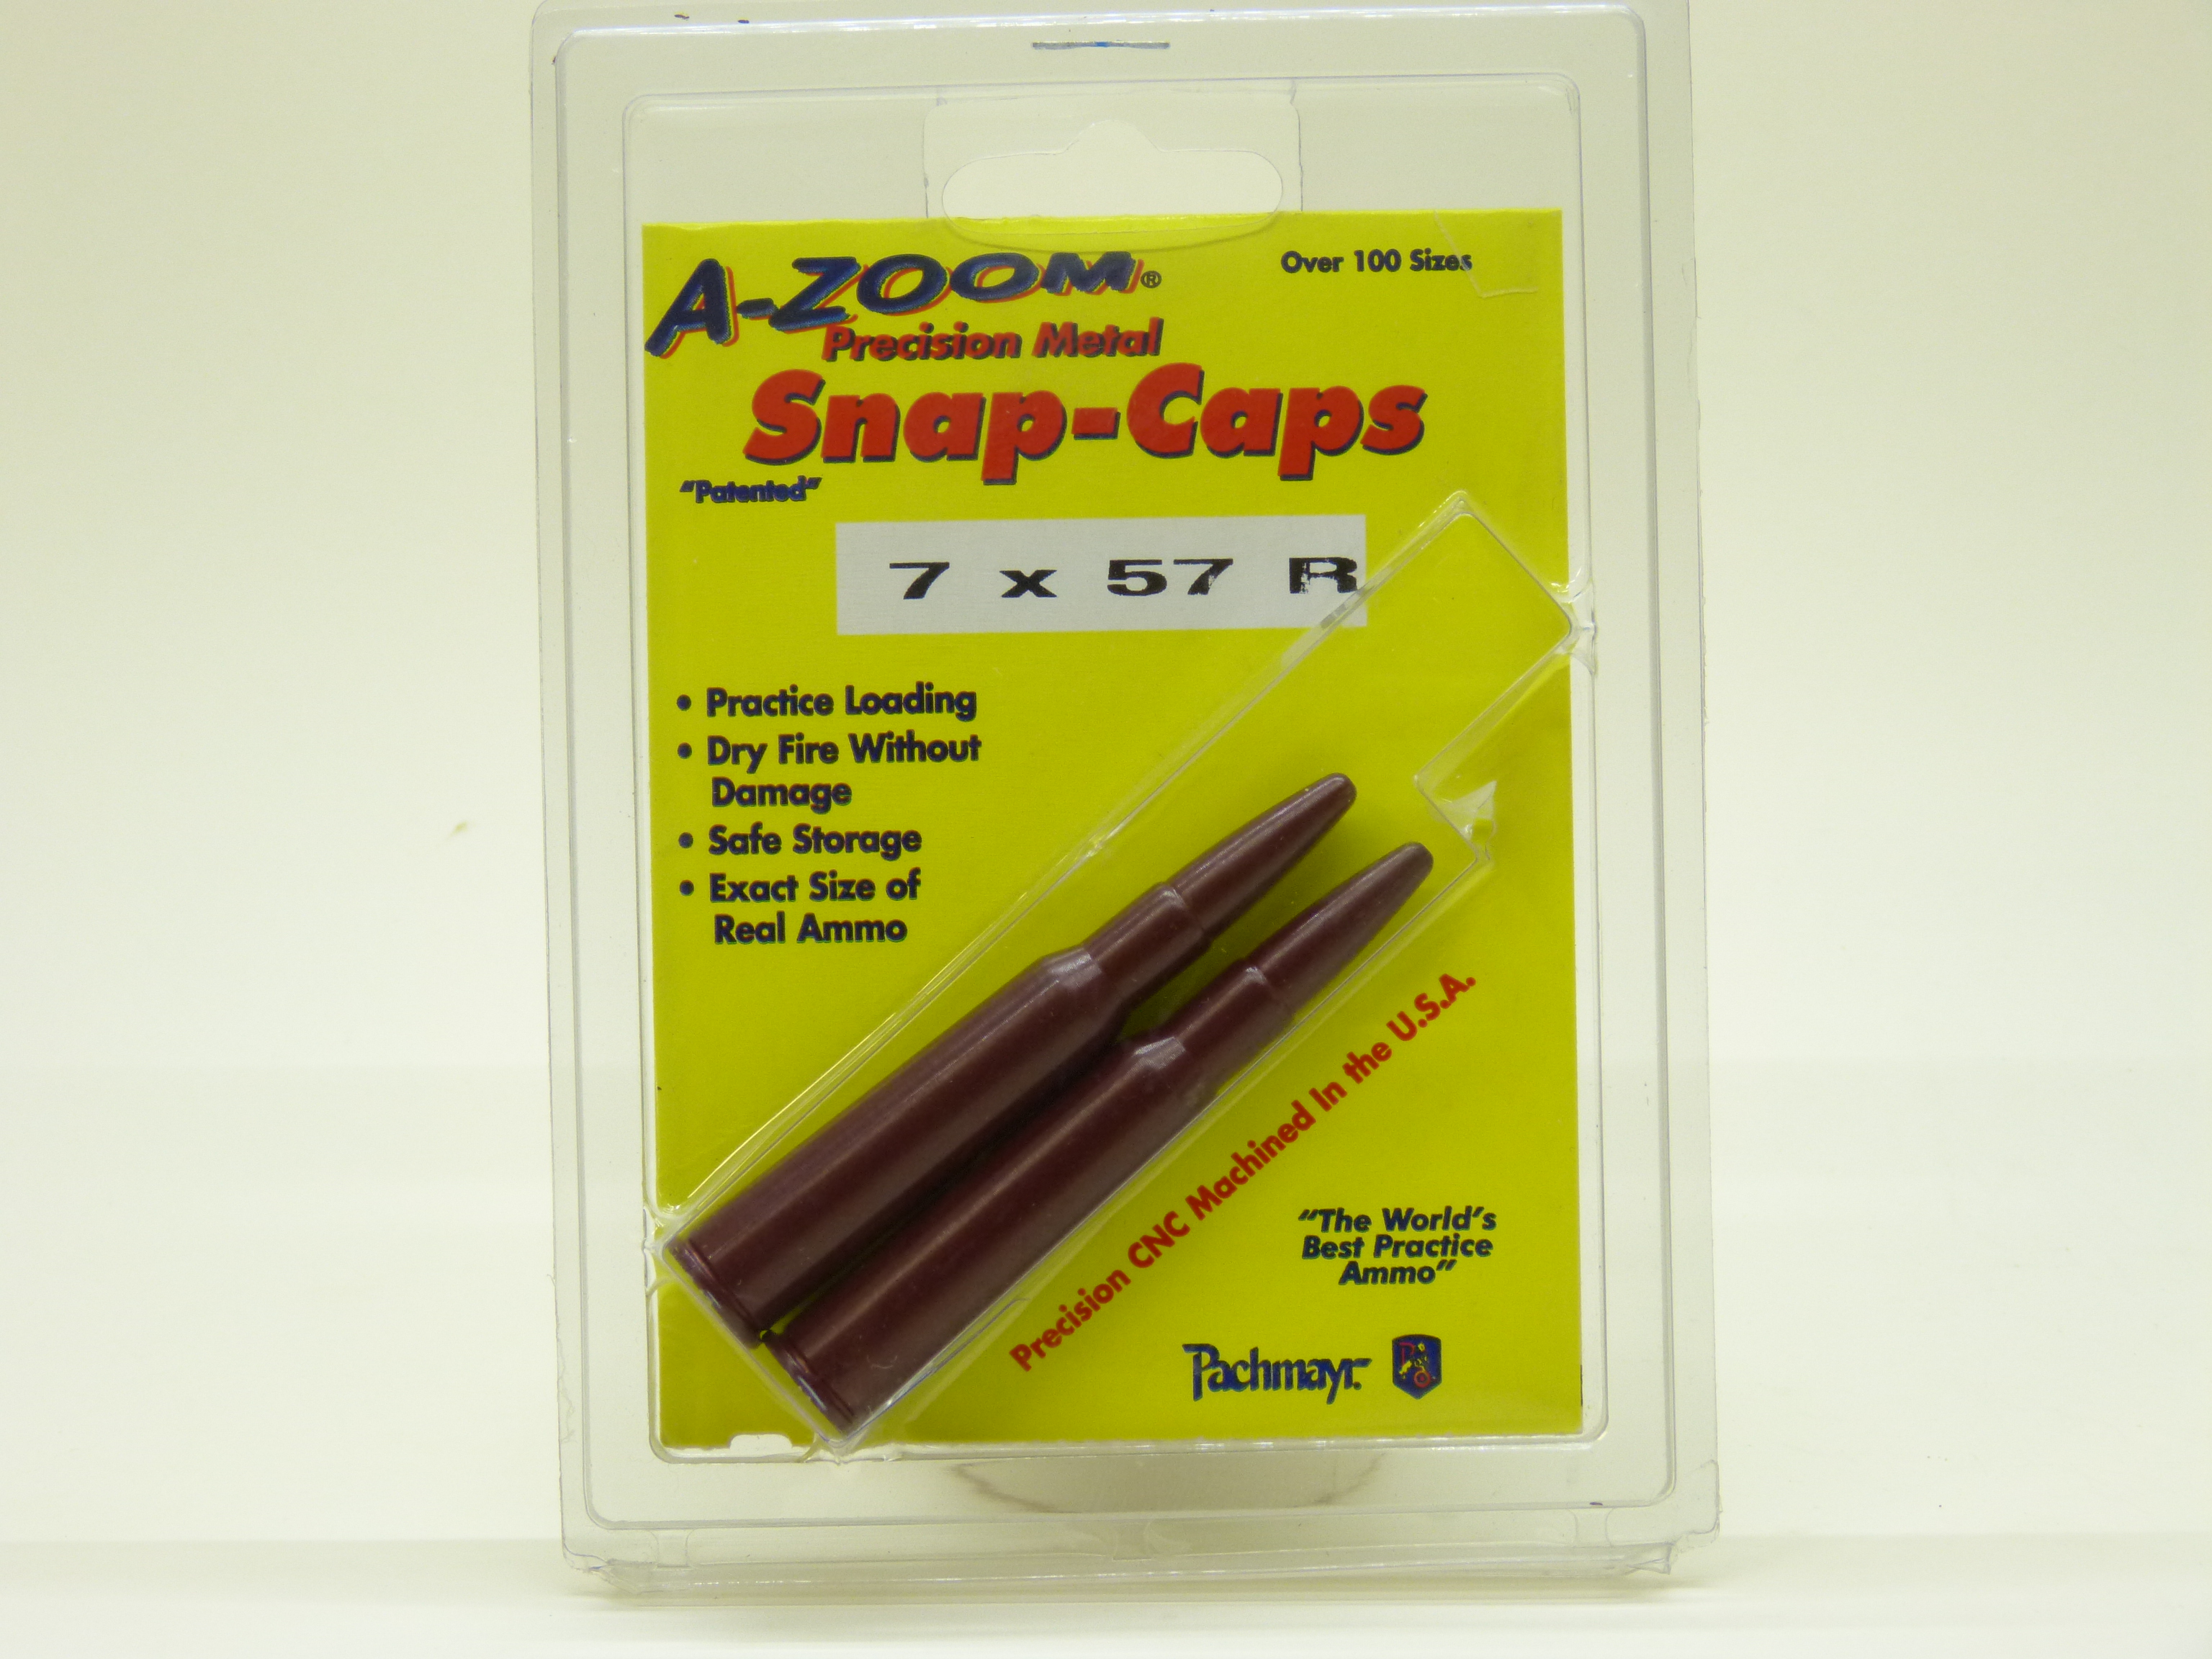 A-ZOOM®
Over 100 Sizes
Precision Metal
Snap-Caps
"Patented"
7 x 57 R
• Practice Loading
• Dry Fire Without
Damage
• Safe Storage
• Exact Size of
Real Ammo
Precision CNC Machined In the U.S.A.
"The World's
Best Practice
Ammo"
Pachmayr